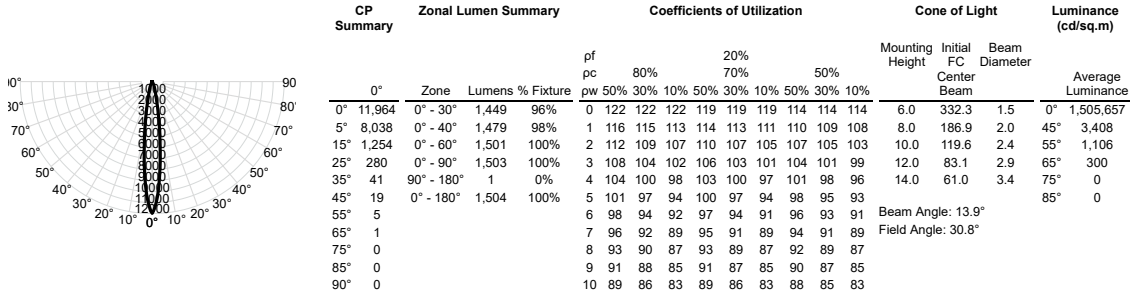 CP Summary Zonal Lumen Summary Coefficients of Utilization Cone of Light Luminance (cd/sq.m)
ρf 20%
ρc 80% 70% 50%
0° Zone Lumens % Fixture ρw 50% 30% 10% 50% 30% 10% 50% 30% 10% Mounting Height Initial FC Center Beam Beam Diameter Average Luminance
0° 11,964 0° - 30° 1,449 96% 0 122 122 122 119 119 119 114 114 114 6.0 332.3 1.5 0° 1,505,657
5° 8,038 0° - 40° 1,479 98% 1 116 115 113 114 113 111 110 109 108 8.0 186.9 2.0 45° 3,408
15° 1,254 0° - 60° 1,501 100% 2 112 109 107 110 107 105 107 105 103 10.0 119.6 2.4 55° 1,106
25° 280 0° - 90° 1,503 100% 3 108 104 102 106 103 101 104 101 99 12.0 83.1 2.9 65° 300
35° 41 90° - 180° 1 0% 4 104 100 98 103 100 97 101 98 96 14.0 61.0 3.4 75° 0
45° 19 0° - 180° 1,504 100% 5 101 97 94 100 97 94 98 95 93 85° 0
55° 5 6 98 94 92 97 94 91 96 93 91 Beam Angle: 13.9°
65° 1 7 96 92 89 95 91 89 94 91 89 Field Angle: 30.8°
75° 0 8 93 90 87 93 89 87 92 89 87
85° 0 9 91 88 85 91 87 85 90 87 85
90° 0 10 89 86 83 89 86 83 88 85 83
90
80°
70° 70°
60° 60°
50° 50°
40° 40°
30° 30°
20° 10° 0° 10° 20°
1000
2000
3000
4000
5000
6000
7000
8000